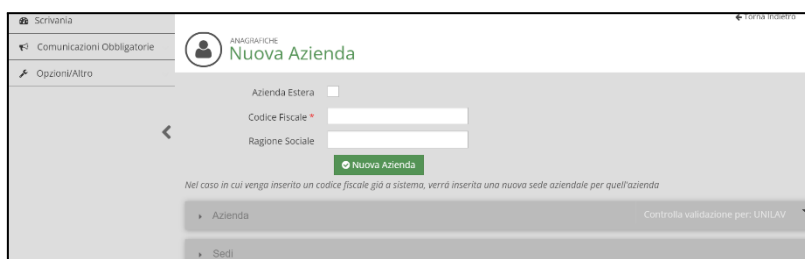 Scrivania
Torna Indietro
Comunicazioni Obbligatorie
ANAGRAFICHE
Nuova Azienda
Opzioni/Altro
Azienda Estera
Codice Fiscale *
Ragione Sociale
Nuova Azienda
Nel caso in cui venga inserito un codice fiscale già a sistema, verrà inserita una nuova sede aziendale per quell'azienda
Azienda
Controlla validazione per: UNILAV
Sedi